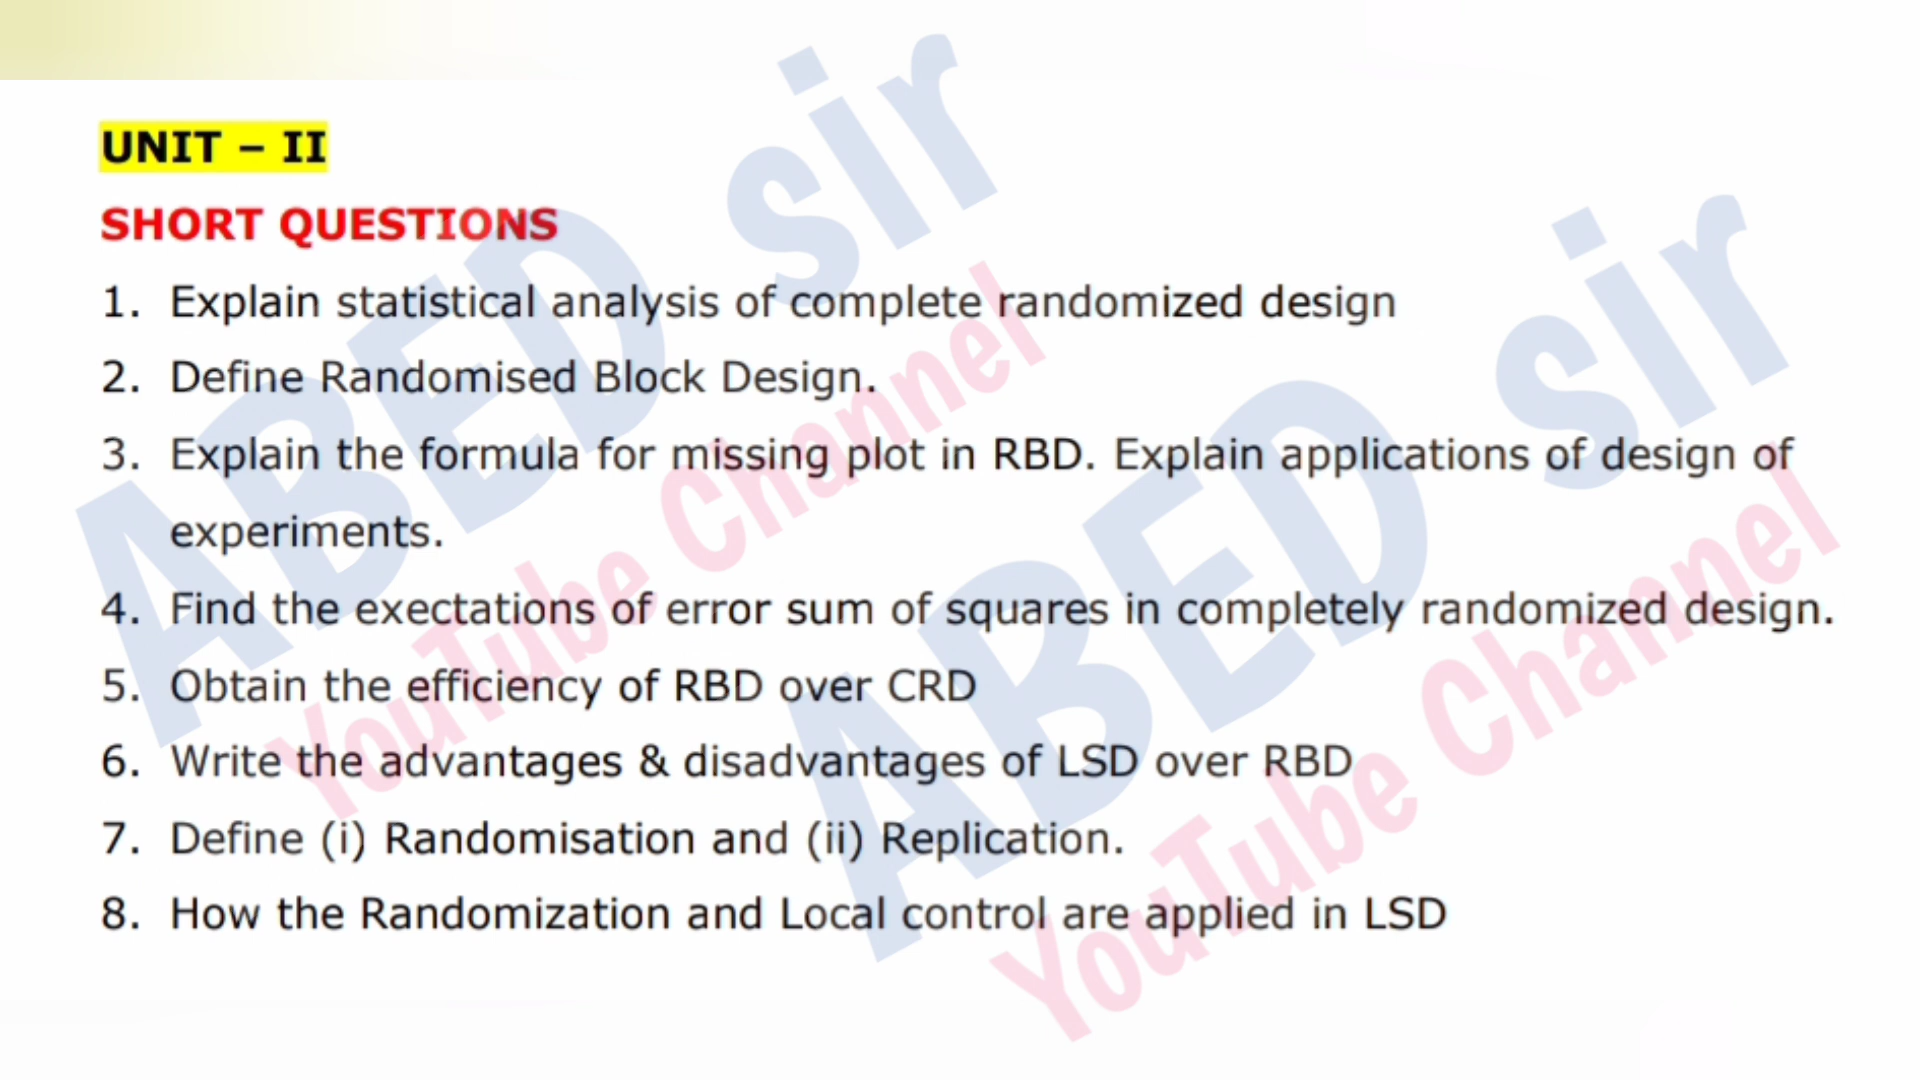 UNIT – II
SHORT QUESTIONS
1. Explain statistical analysis of complete randomized design
2. Define Randomised Block Design.
3. Explain the formula for missing plot in RBD. Explain applications of design of
experiments.
4. Find the exectations of error sum of squares in completely randomized design.
5. Obtain the efficiency of RBD over CRD
6. Write the advantages & disadvantages of LSD over RBD
7. Define (i) Randomisation and (ii) Replication.
8. How the Randomization and Local control are applied in LSD
ABED sir
YouTube Channel
ABED sir
YouTube Channel